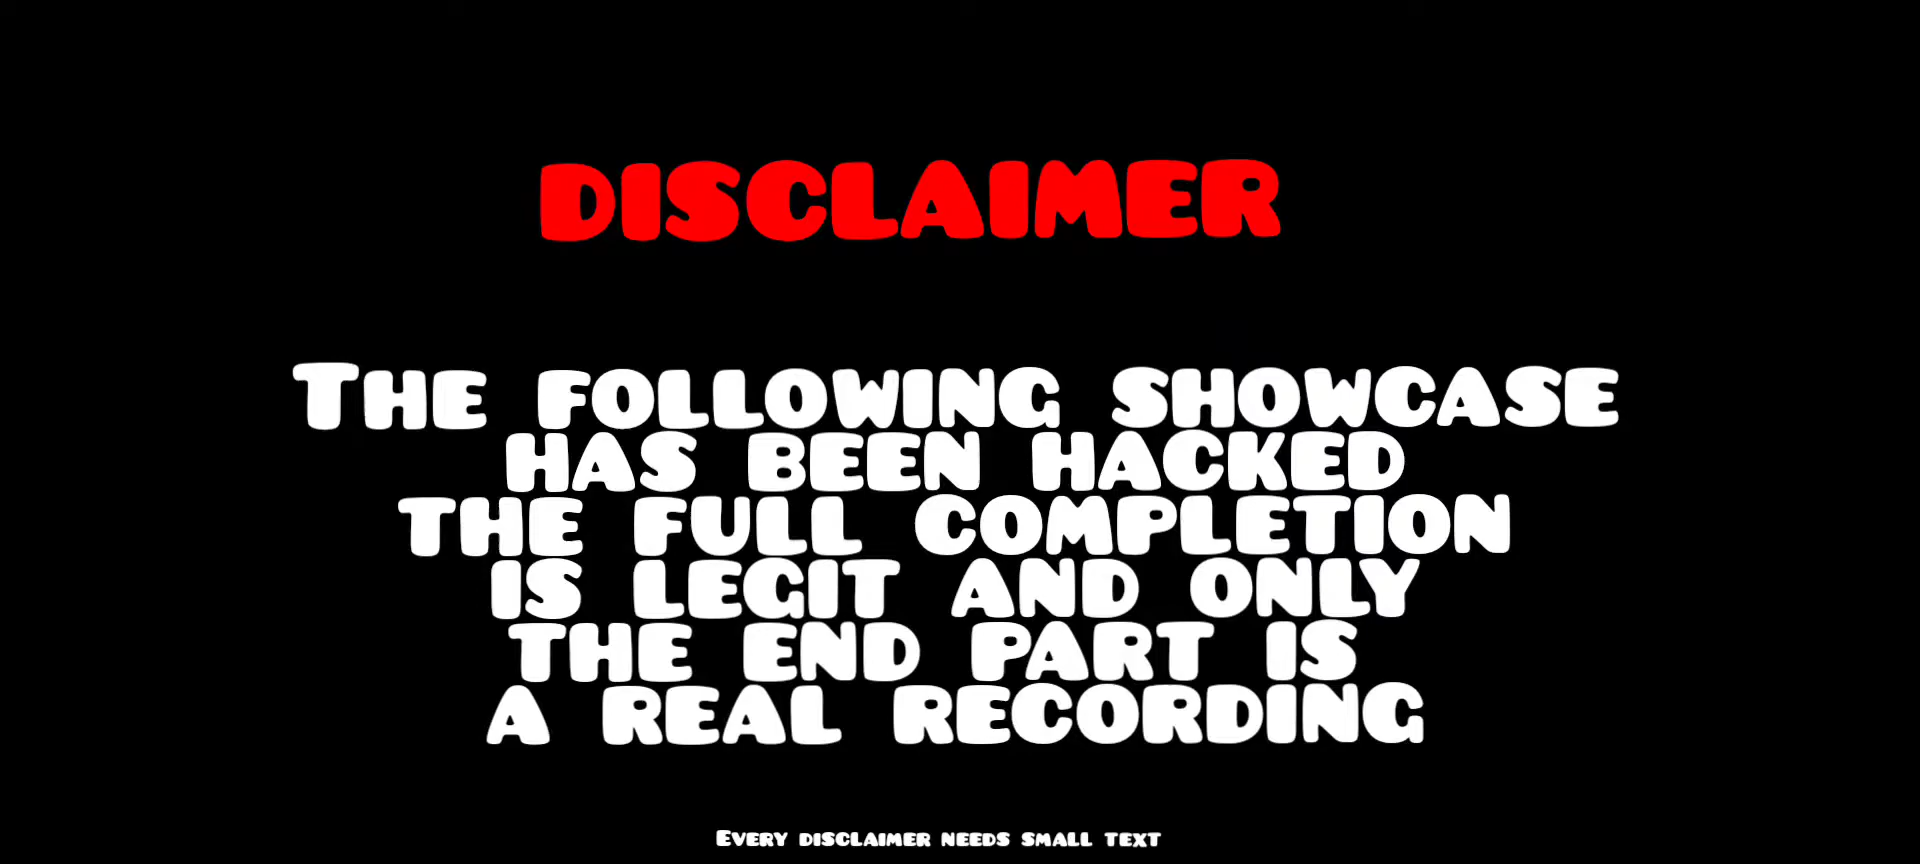 DISCLAIMER
THE FOLLOWING SHOWCASE
HAS BEEN HACKED
THE FULL COMPLETION
IS LEGIT AND ONLY
THE END PART IS
A REAL RECORDING
EVERY DISCLAIMER NEEDS SMALL TEXT